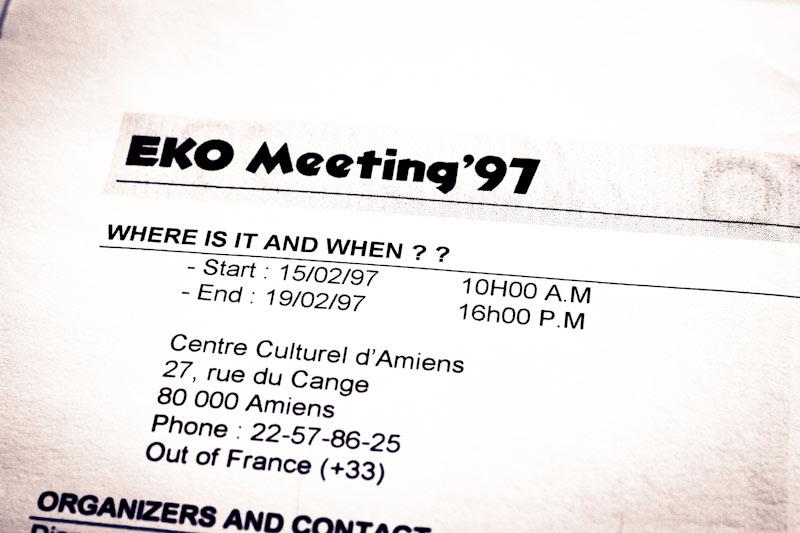 EKO Meeting'97
WHERE IS IT AND WHEN ? ?
- Start : 15/02/97 10H00 A.M
- End : 19/02/97 16h00 P.M
Centre Culturel d'Amiens
27, rue du Cange
80 000 Amiens
Phone : 22-57-86-25
Out of France (+33)
ORGANIZERS AND CONTACT